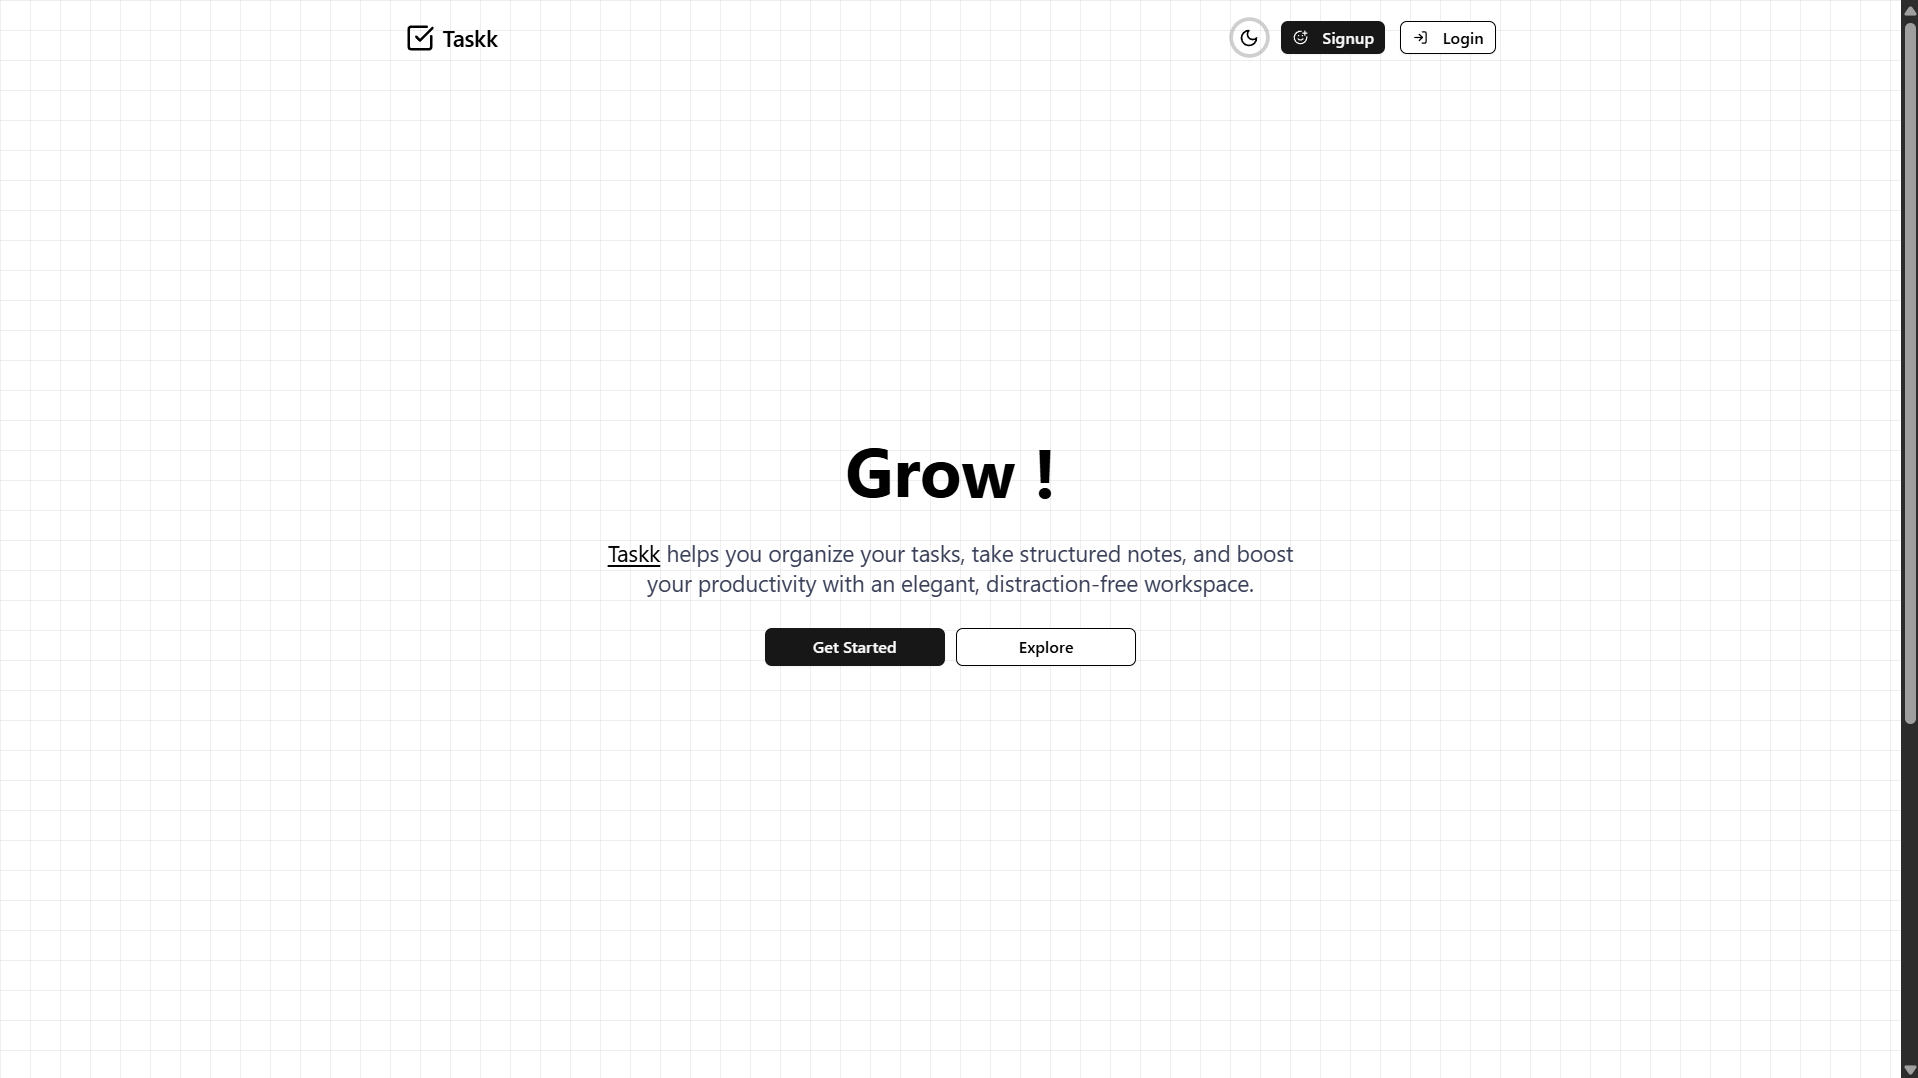 Taskk
Signup
Login
Grow !
Taskk helps you organize your tasks, take structured notes, and boost
your productivity with an elegant, distraction-free workspace.
Get Started
Explore